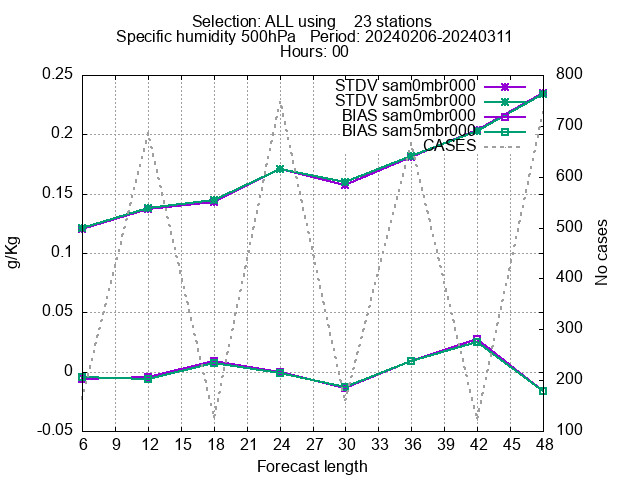 Selection: ALL using    23 stations
Specific humidity 500hPa   Period: 20240206-20240311
Hours: 00
0.25
0.2
0.15
0.1
0.05
0
-0.05
g/Kg
STDV sam0mbr000
STDV sam5mbr000
BIAS sam0mbr000
BIAS sam5mbr000
CASES
800
700
600
500
400
300
200
100
No cases
6 9 12 15 18 21 24 27 30 33 36 39 42 45 48
Forecast length